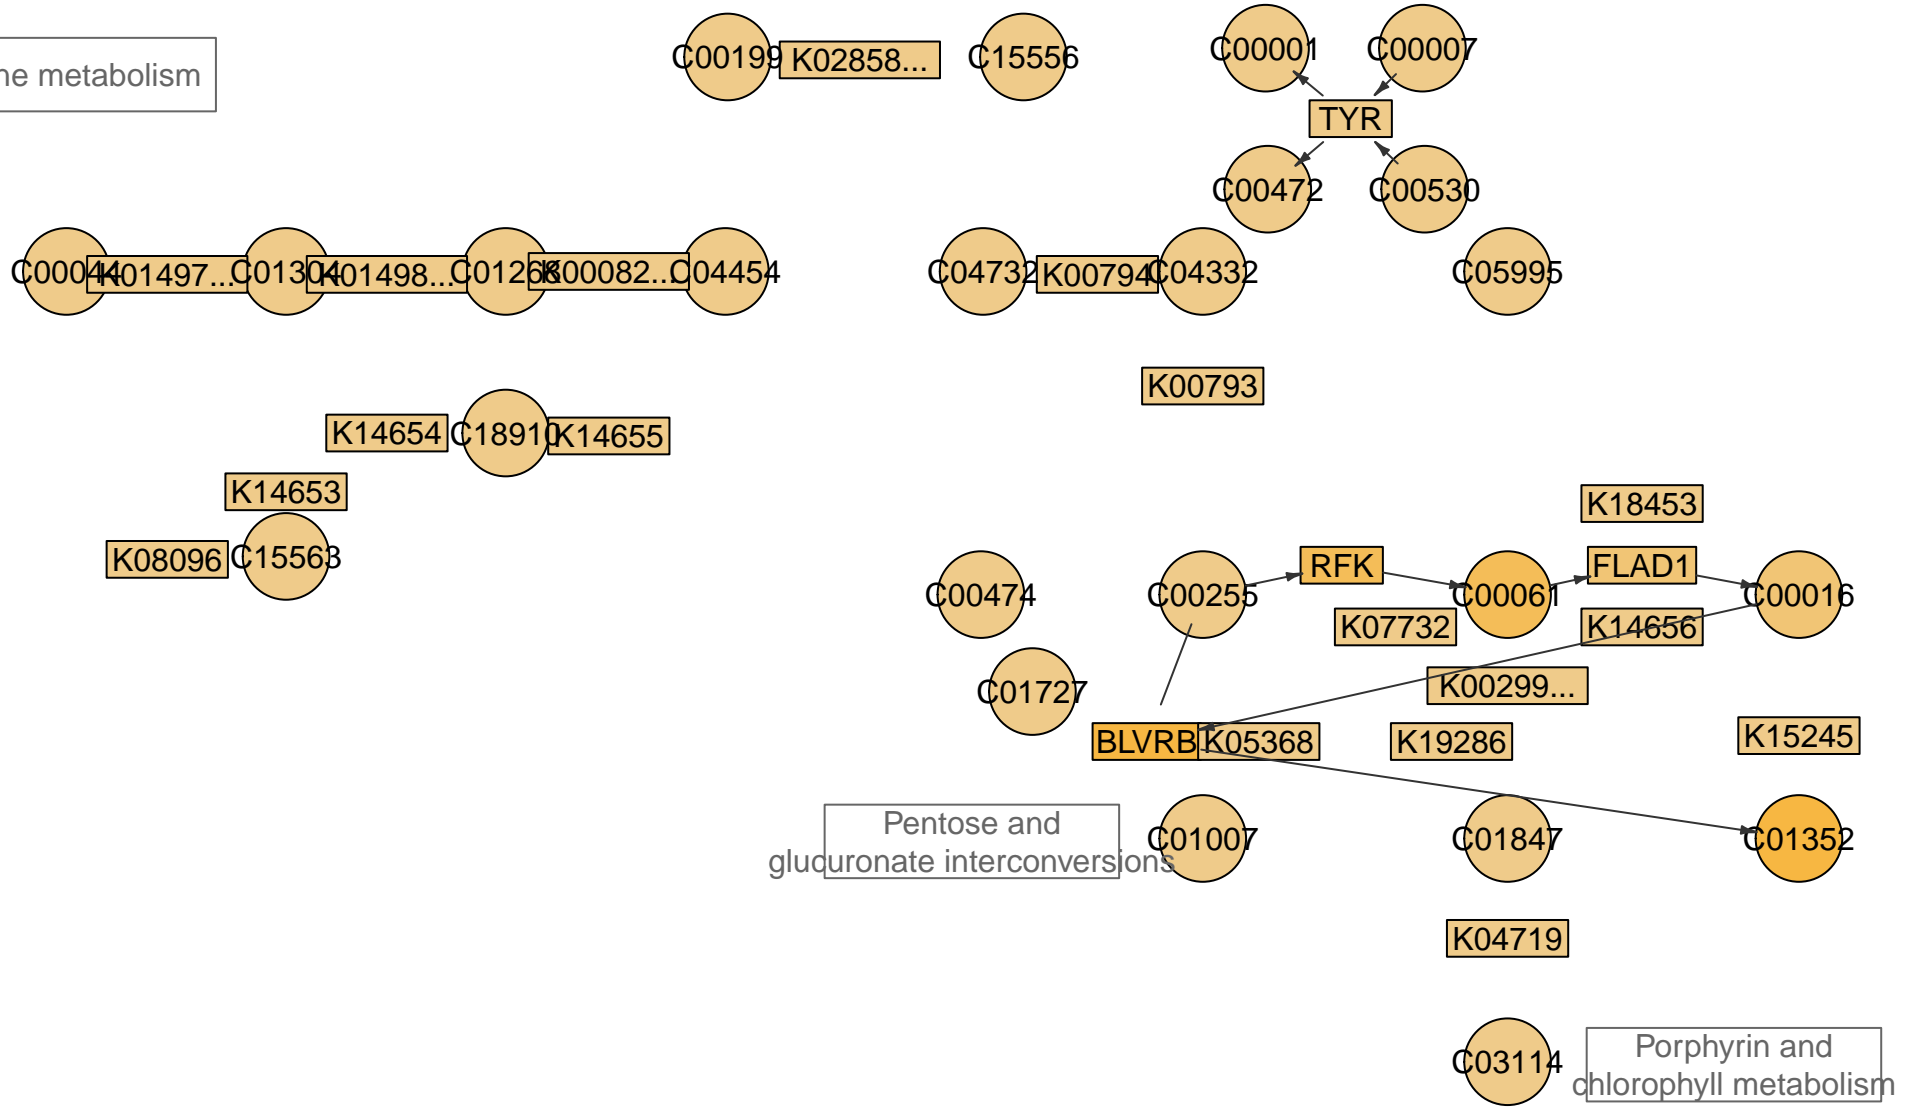 C00199
K02858...
C15556
C00001
C00007
ne metabolism
TYR
C00472
C00530
C00044
K01497...
C01304
K01498...
C01268
K00082...
C04454
C04732
K00794
C04332
C05995
K00793
K14654
C18910
K14655
K14653
K08096
C15563
K18453
RFK
FLAD1
C00474
C00255
C00061
C00016
K07732
K14656
C01727
K00299...
BLVRB
K05368
K19286
K15245
Pentose and
glucuronate interconversions
C01007
C01847
C01352
K04719
C03114
Porphyrin and
chlorophyll metabolism